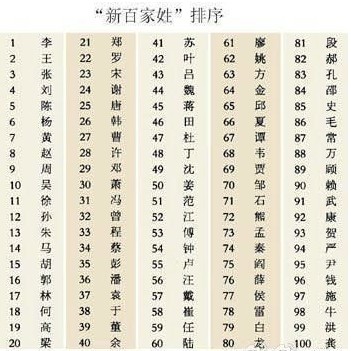 “新百家姓”排序
1 李 21 郑 41 苏 61 廖 81 段
2 王 22 罗 42 叶 62 姚 82 郝
3 张 23 宋 43 吕 63 方 83 孔
4 刘 24 谢 44 魏 64 金 84 邵
5 陈 25 唐 45 蒋 65 邱 85 史
6 杨 26 韩 46 田 66 夏 86 毛
7 黄 27 曹 47 杜 67 谭 87 常
8 赵 28 许 48 丁 68 韦 88 万
9 周 29 邓 49 沈 69 贾 89 顾
10 吴 30 萧 50 姜 70 邹 90 赖
11 徐 31 冯 51 范 71 石 91 武
12 孙 32 曾 52 江 72 熊 92 康
13 朱 33 程 53 傅 73 孟 93 贺
14 马 34 蔡 54 钟 74 秦 94 严
15 胡 35 彭 55 卢 75 阎 95 尹
16 郭 36 潘 56 汪 76 薛 96 钱
17 林 37 袁 57 戴 77 侯 97 施
18 何 38 于 58 崔 78 雷 98 牛
19 高 39 董 59 任 79 白 99 洪
20 梁 40 余 60 陆 80 龙 100 龚